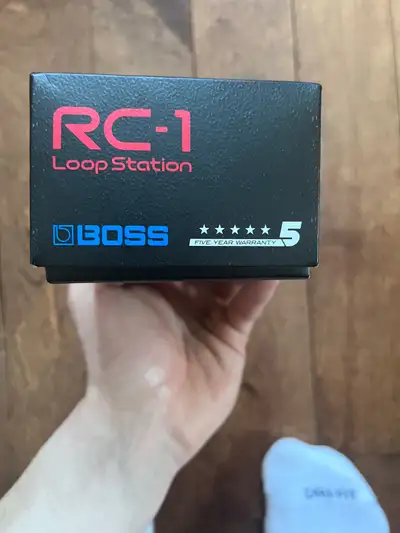 RC-1
Loop Station
BOSS
FIVE YEAR WARRANTY 5